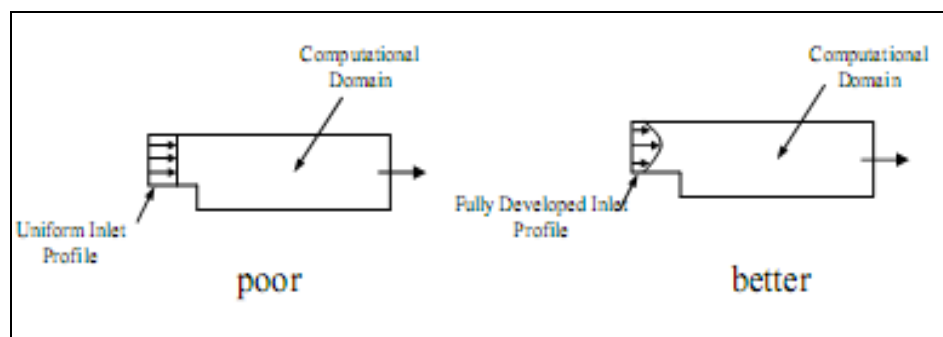 Computational
Domain
Uniform Inlet
Profile
poor
Computational
Domain
Fully Developed Inlet
Profile
better